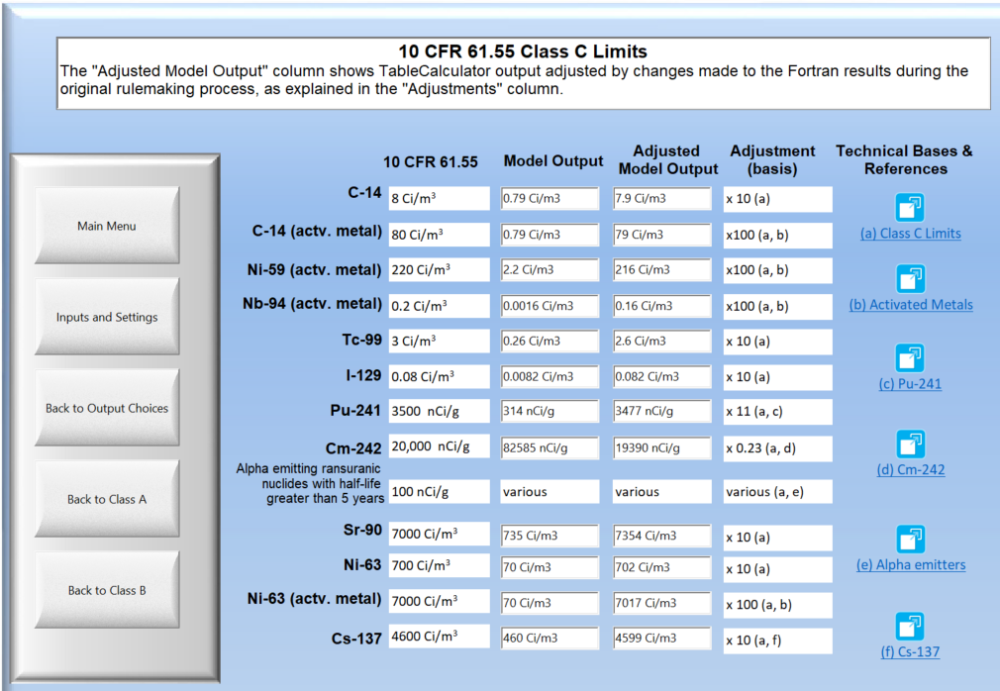 10 CFR 61.55 Class C Limits
The "Adjusted Model Output" column shows TableCalculator output adjusted by changes made to the Fortran results during the
original rulemaking process, as explained in the "Adjustments" column.
Main Menu
Inputs and Settings
Back to Output Choices
Back to Class A
Back to Class B
10 CFR 61.55 Model Output Adjusted Model Output Adjustment (basis) Technical Bases & References
C-14 8 Ci/m³ 0.79 Ci/m3 7.9 Ci/m3 x 10 (a)
C-14 (actv. metal) 80 Ci/m³ 0.79 Ci/m3 79 Ci/m3 x100 (a, b)
Ni-59 (actv. metal) 220 Ci/m³ 2.2 Ci/m3 216 Ci/m3 x100 (a, b)
Nb-94 (actv. metal) 0.2 Ci/m³ 0.0016 Ci/m3 0.16 Ci/m3 x100 (a, b)
Tc-99 3 Ci/m³ 0.26 Ci/m3 2.6 Ci/m3 x 10 (a)
I-129 0.08 Ci/m³ 0.0082 Ci/m3 0.082 Ci/m3 x 10 (a)
Pu-241 3500 nCi/g 314 nCi/g 3477 nCi/g x 11 (a, c)
Cm-242 20,000 nCi/g 82585 nCi/g 19390 nCi/g x 0.23 (a, d)
Alpha emitting ransuranic
nuclides with half-life
greater than 5 years 100 nCi/g various various various (a, e)
Sr-90 7000 Ci/m³ 735 Ci/m3 7354 Ci/m3 x 10 (a)
Ni-63 700 Ci/m³ 70 Ci/m3 702 Ci/m3 x 10 (a)
Ni-63 (actv. metal) 7000 Ci/m³ 70 Ci/m3 7017 Ci/m3 x 100 (a, b)
Cs-137 4600 Ci/m³ 460 Ci/m3 4599 Ci/m3 x 10 (a, f)
(a) Class C Limits
(b) Activated Metals
(c) Pu-241
(d) Cm-242
(e) Alpha emitters
(f) Cs-137